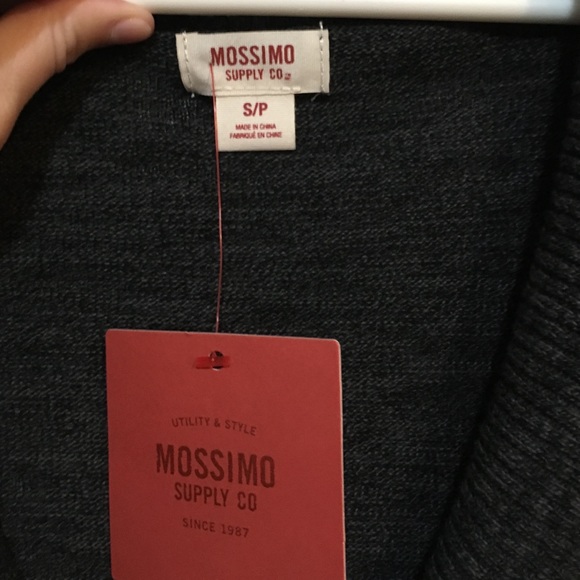 MOSSIMO
SUPPLY CO.
S/P
MADE IN CHINA
FABRIQUÉ EN CHINE
UTILITY & STYLE
MOSSIMO
SUPPLY CO
SINCE 1987